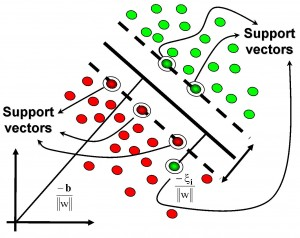 Support
vectors
Support
vectors
-b
||w||
-ξi
||w||